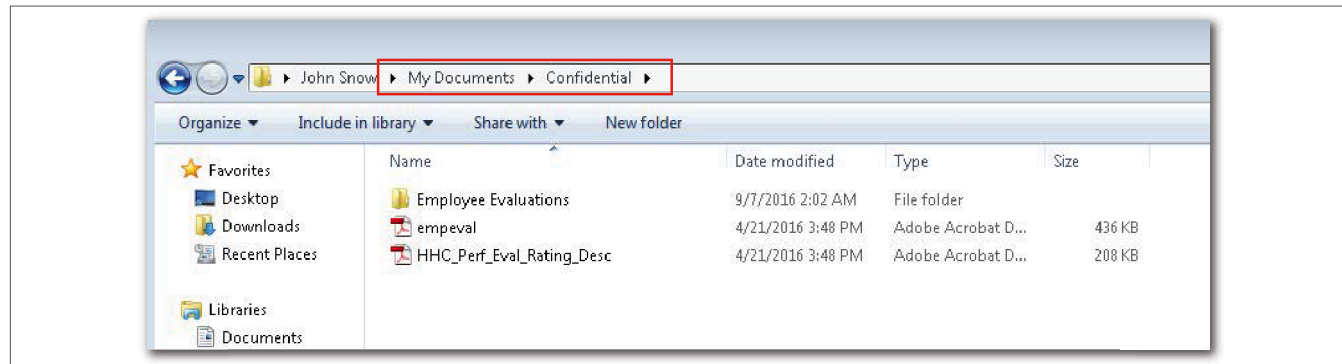 John Snow My Documents Confidential
Organize Include in library Share with New folder
Favorites
Desktop
Downloads
Recent Places
Libraries
Documents
Name Date modified Type Size
Employee Evaluations 9/7/2016 2:02 AM File folder
empeval 4/21/2016 3:48 PM Adobe Acrobat D... 436 KB
HHC_Perf_Eval_Rating_Desc 4/21/2016 3:48 PM Adobe Acrobat D... 208 KB